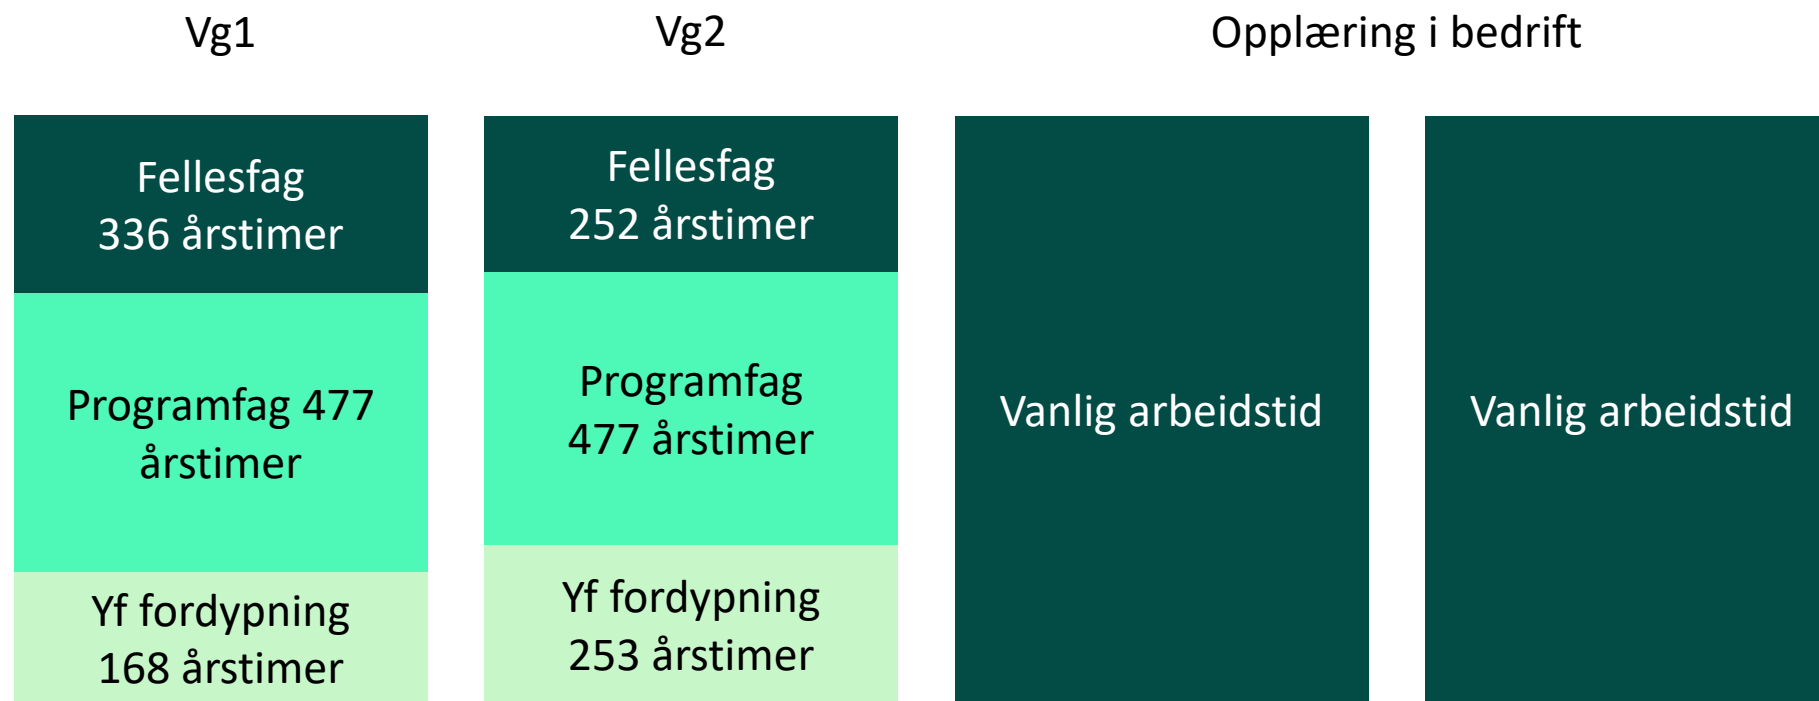 Vg1
Vg2
Opplæring i bedrift
Fellesfag
336 årstimer
Programfag 477
årstimer
Yf fordypning
168 årstimer
Fellesfag
252 årstimer
Programfag
477 årstimer
Yf fordypning
253 årstimer
Vanlig arbeidstid
Vanlig arbeidstid